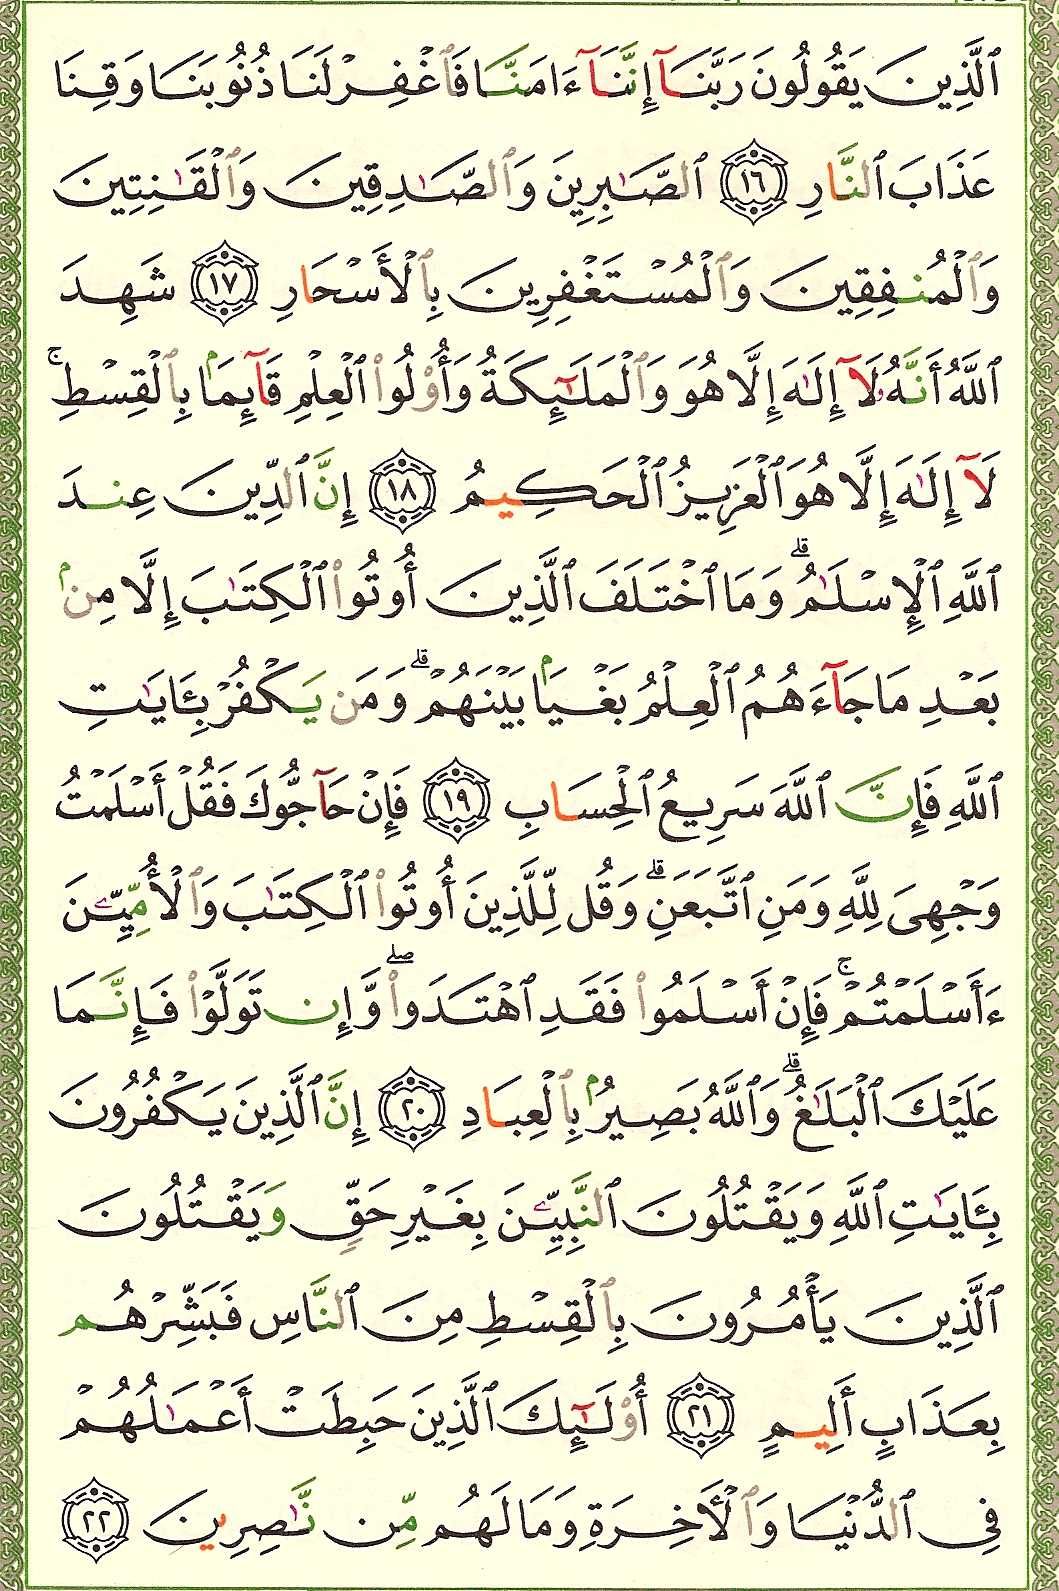 ٱلَّذِينَ يَقُولُونَ رَبَّنَآ إِنَّنَآ ءَامَنَّا فَٱغْفِرْ لَنَا ذُنُوبَنَا وَقِنَا
عَذَابَ ٱلنَّارِ ١٦ ٱلصَّٰبِرِينَ وَٱلصَّٰدِقِينَ وَٱلْقَٰنِتِينَ
وَٱلْمُنفِقِينَ وَٱلْمُسْتَغْفِرِينَ بِٱلْأَسْحَارِ ١٧ شَهِدَ
ٱللَّهُ أَنَّهُۥ لَآ إِلَٰهَ إِلَّا هُوَ وَٱلْمَلَٰٓئِكَةُ وَأُو۟لُوا۟ ٱلْعِلْمِ قَآئِمَۢا بِٱلْقِسْطِ ۚ
لَآ إِلَٰهَ إِلَّا هُوَ ٱلْعَزِيزُ ٱلْحَكِيمُ ١٨ إِنَّ ٱلدِّينَ عِندَ
ٱللَّهِ ٱلْإِسْلَٰمُ ۗ وَمَا ٱخْتَلَفَ ٱلَّذِينَ أُوتُوا۟ ٱلْكِتَٰبَ إِلَّا مِنۢ
بَعْدِ مَا جَآءَهُمُ ٱلْعِلْمُ بَغْيَۢا بَيْنَهُمْ ۗ وَمَن يَكْفُرْ بِـَٔايَٰتِ
ٱللَّهِ فَإِنَّ ٱللَّهَ سَرِيعُ ٱلْحِسَابِ ١٩ فَإِنْ حَآجُّوكَ فَقُلْ أَسْلَمْتُ
وَجْهِىَ لِلَّهِ وَمَنِ ٱتَّبَعَنِ ۗ وَقُل لِّلَّذِينَ أُوتُوا۟ ٱلْكِتَٰبَ وَٱلْأُمِّيِّـۧنَ
ءَأَسْلَمْتُمْ ۚ فَإِنْ أَسْلَمُوا۟ فَقَدِ ٱهْتَدَوا۟ ۖ وَّإِن تَوَلَّوْا۟ فَإِنَّمَا
عَلَيْكَ ٱلْبَلَٰغُ ۗ وَٱللَّهُ بَصِيرُۢ بِٱلْعِبَادِ ٢٠ إِنَّ ٱلَّذِينَ يَكْفُرُونَ
بِـَٔايَٰتِ ٱللَّهِ وَيَقْتُلُونَ ٱلنَّبِيِّـۧنَ بِغَيْرِ حَقٍّ وَيَقْتُلُونَ
ٱلَّذِينَ يَأْمُرُونَ بِٱلْقِسْطِ مِنَ ٱلنَّاسِ فَبَشِّرْهُم
بِعَذَابٍ أَلِيمٍ ٢١ أُو۟لَٰٓئِكَ ٱلَّذِينَ حَبِطَتْ أَعْمَٰلُهُمْ
فِى ٱلدُّنْيَا وَٱلْـَٔاخِرَةِ وَمَا لَهُم مِّن نَّٰصِرِينَ ٢٢